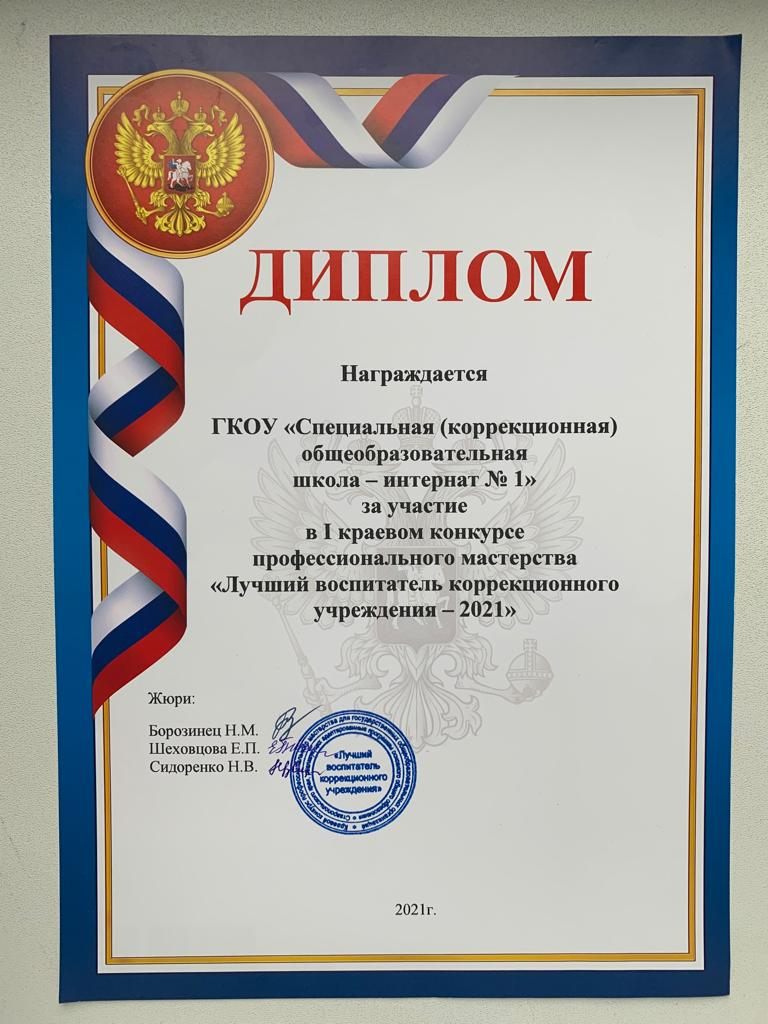 ДИПЛОМ
Награждается
ГКОУ «Специальная (коррекционная)
общеобразовательная
школа – интернат № 1»
за участие
в I краевом конкурсе
профессионального мастерства
«Лучший воспитатель коррекционного
учреждения – 2021»
Жюри:
Борозинец Н.М.
Шеховцова Е.П.
Сидоренко Н.В.
«Лучший
воспитатель
коррекционного
учреждения»
2021г.